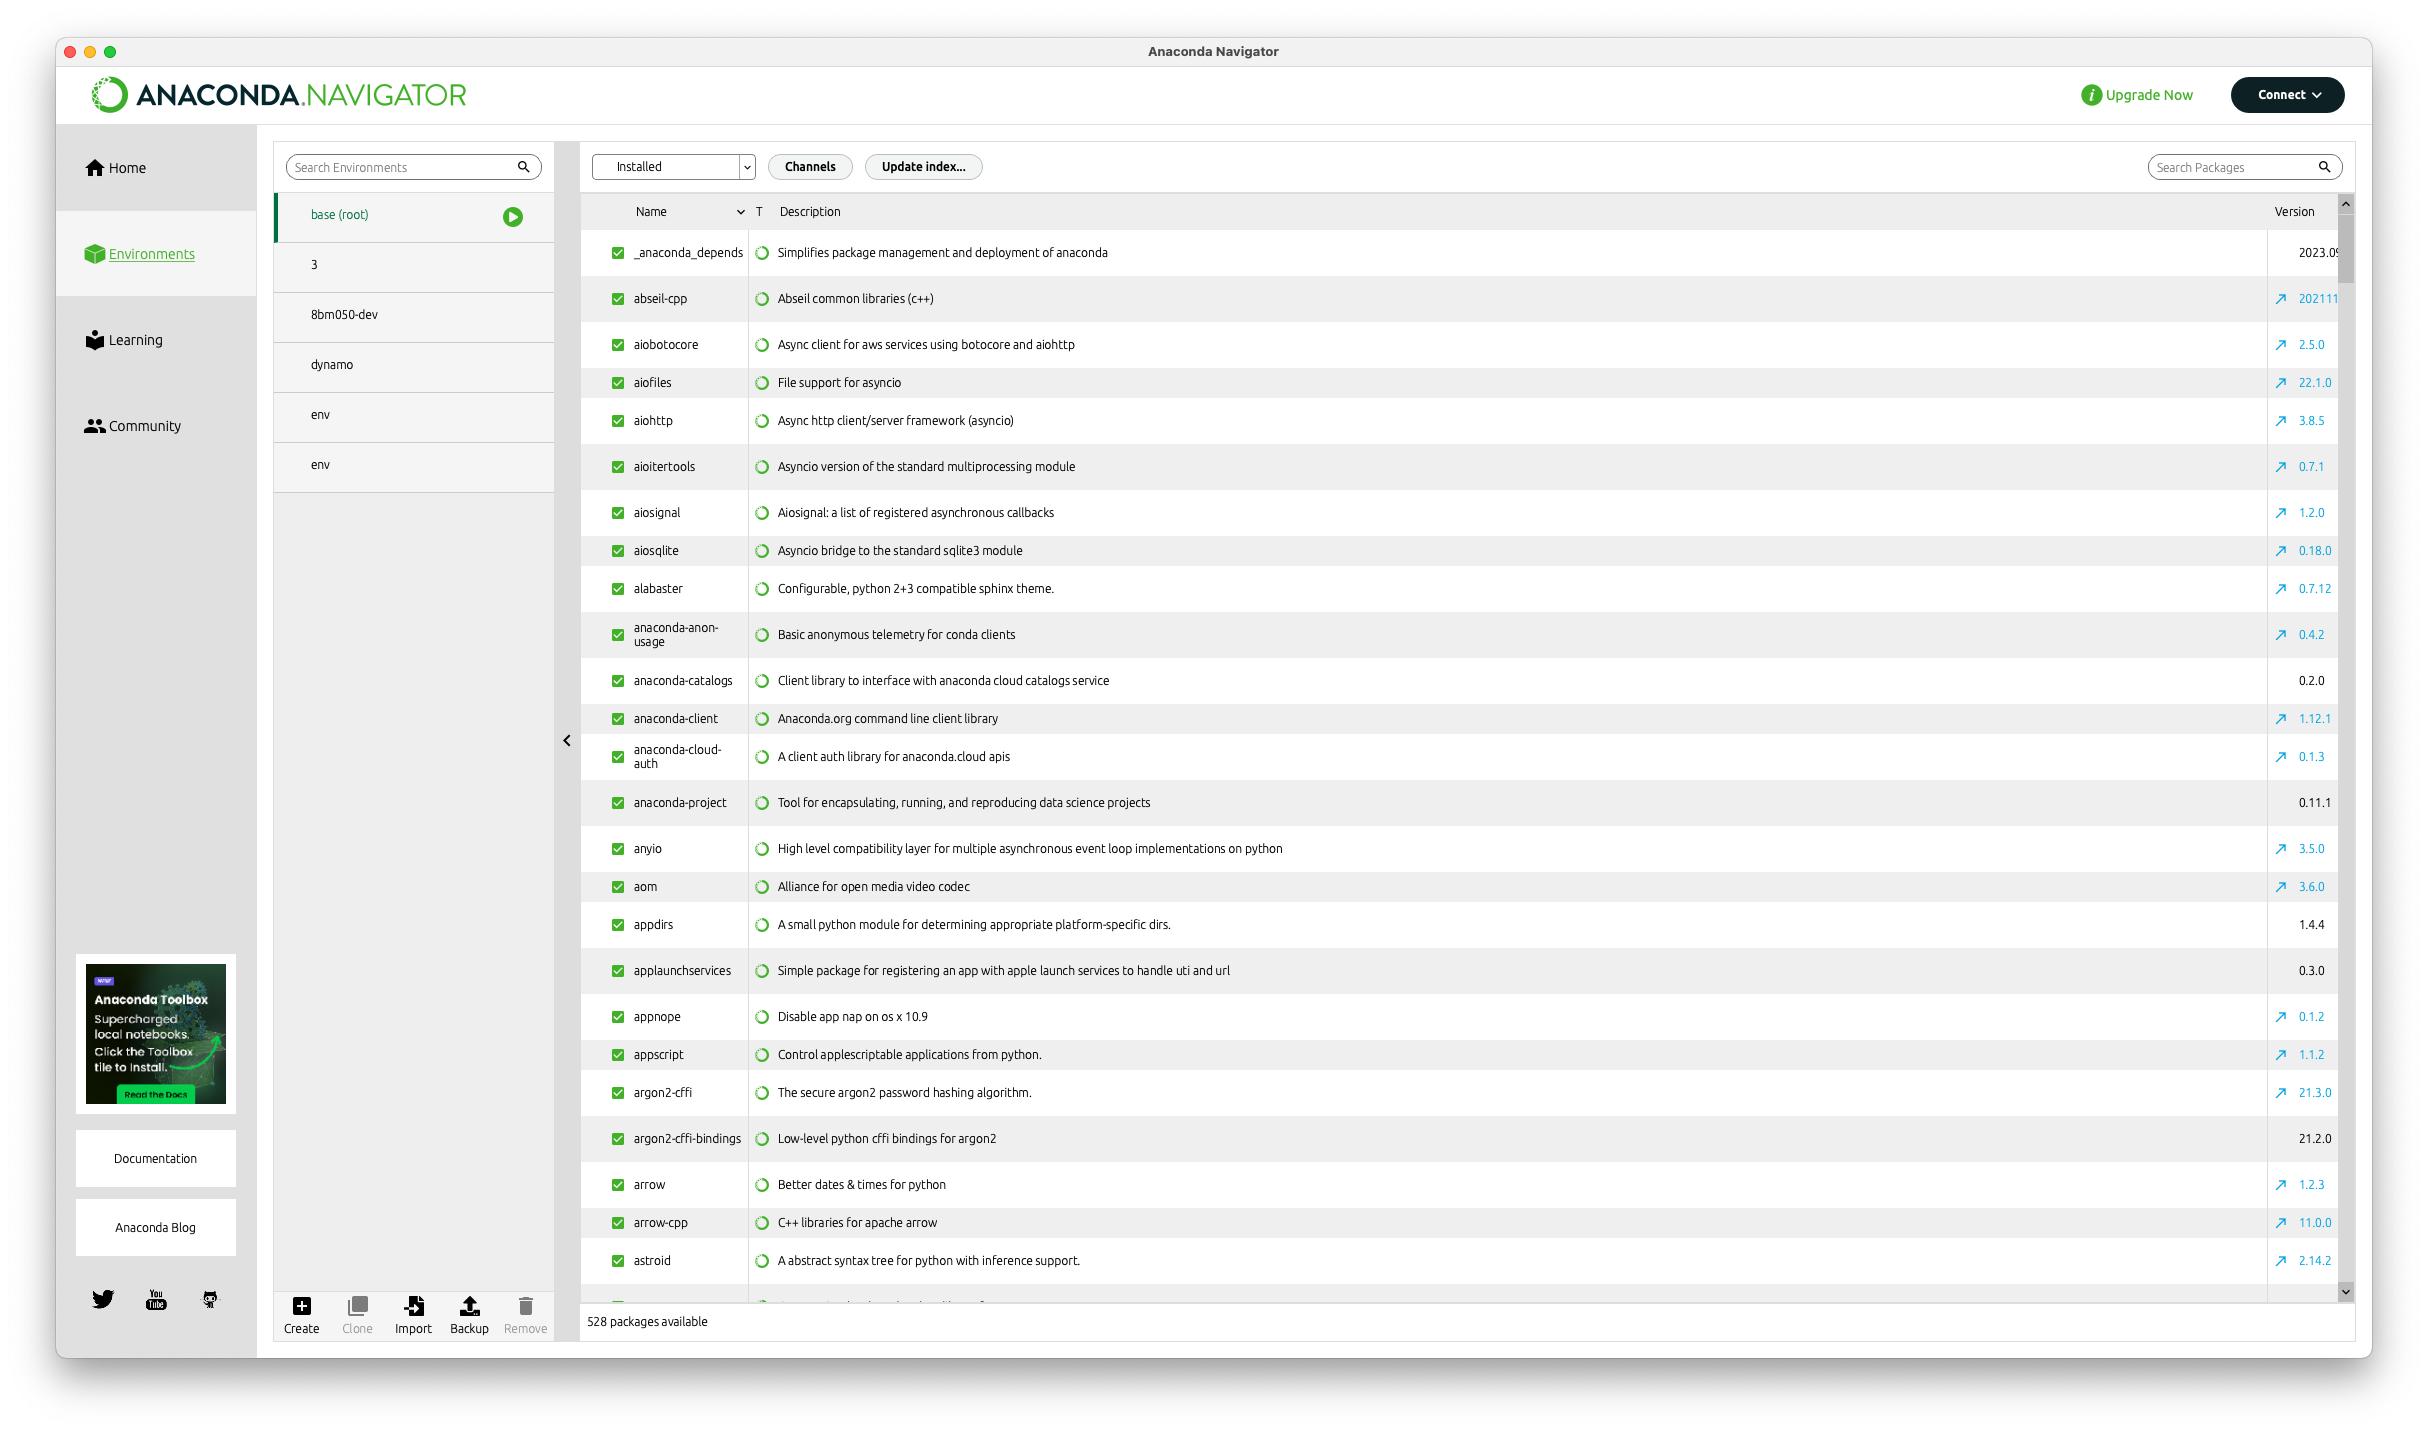 Anaconda Navigator
ANACONDA.NAVIGATOR
i Upgrade Now
Connect
Home
Environments
Learning
Community
NEW
Anaconda Toolbox
Supercharged
local notebooks.
Click the Toolbox
tile to install.
Read the Docs
Documentation
Anaconda Blog
You
Tube
Search Environments
base (root)
3
8bm050-dev
dynamo
env
env
Create
Clone
Import
Backup
Remove
Installed
Channels
Update index...
Search Packages
Name T Description Version
_anaconda_depends Simplifies package management and deployment of anaconda 2023.09
abseil-cpp Abseil common libraries (c++) 202111
aiobotocore Async client for aws services using botocore and aiohttp 2.5.0
aiofiles File support for asyncio 22.1.0
aiohttp Async http client/server framework (asyncio) 3.8.5
aioitertools Asyncio version of the standard multiprocessing module 0.7.1
aiosignal Aiosignal: a list of registered asynchronous callbacks 1.2.0
aiosqlite Asyncio bridge to the standard sqlite3 module 0.18.0
alabaster Configurable, python 2+3 compatible sphinx theme. 0.7.12
anaconda-anon-
usage Basic anonymous telemetry for conda clients 0.4.2
anaconda-catalogs Client library to interface with anaconda cloud catalogs service 0.2.0
anaconda-client Anaconda.org command line client library 1.12.1
anaconda-cloud-
auth A client auth library for anaconda.cloud apis 0.1.3
anaconda-project Tool for encapsulating, running, and reproducing data science projects 0.11.1
anyio High level compatibility layer for multiple asynchronous event loop implementations on python 3.5.0
aom Alliance for open media video codec 3.6.0
appdirs A small python module for determining appropriate platform-specific dirs. 1.4.4
applaunchservices Simple package for registering an app with apple launch services to handle uti and url 0.3.0
appnope Disable app nap on os x 10.9 0.1.2
appscript Control applescriptable applications from python. 1.1.2
argon2-cffi The secure argon2 password hashing algorithm. 21.3.0
argon2-cffi-bindings Low-level python cffi bindings for argon2 21.2.0
arrow Better dates & times for python 1.2.3
arrow-cpp C++ libraries for apache arrow 11.0.0
astroid A abstract syntax tree for python with inference support. 2.14.2
528 packages available